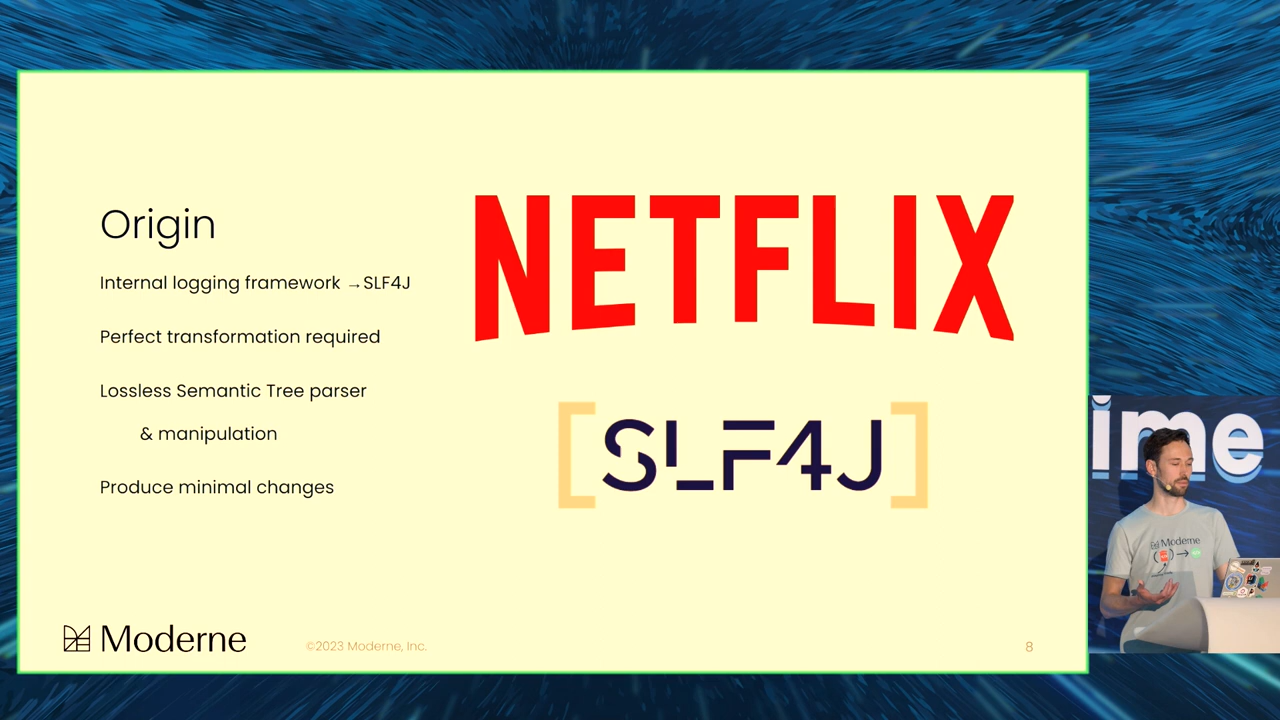 Origin
Internal logging framework →SLF4J
Perfect transformation required
Lossless Semantic Tree parser
& manipulation
Produce minimal changes
NETFLIX
[SLF4J]
Moderne
©2023 Moderne, Inc.
8
ime
Moderne